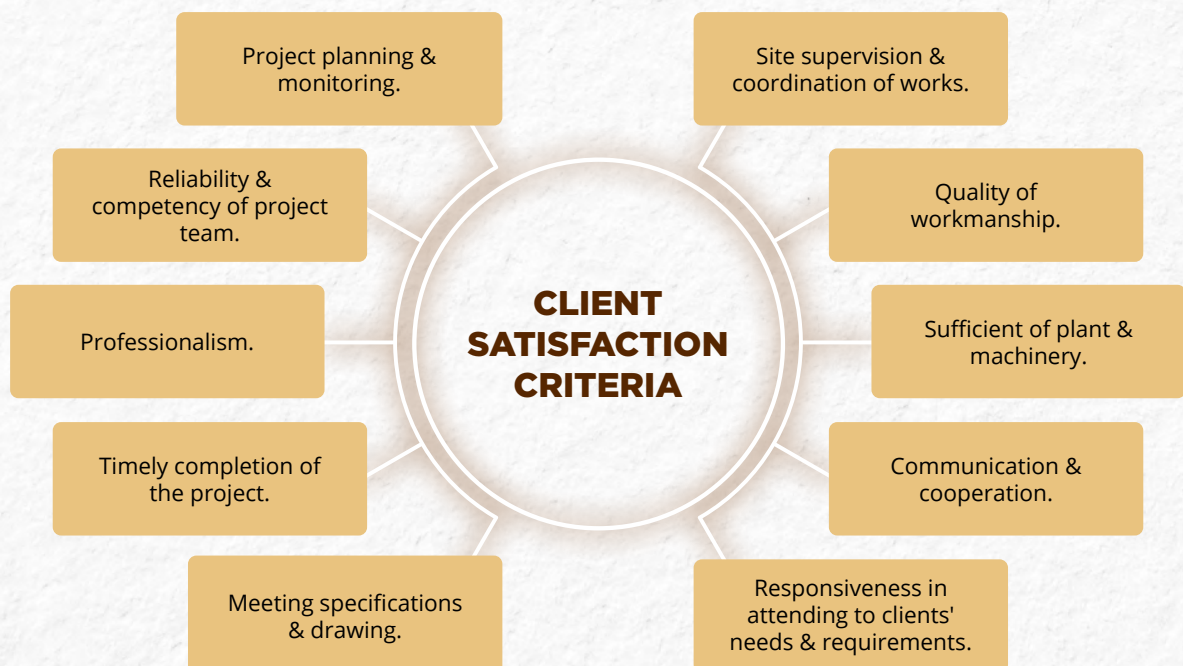 Project planning &
monitoring.
Site supervision &
coordination of works.
Reliability &
competency of project
team.
Quality of
workmanship.
Professionalism.
CLIENT
SATISFACTION
CRITERIA
Sufficient of plant &
machinery.
Timely completion of
the project.
Communication &
cooperation.
Meeting specifications
& drawing.
Responsiveness in
attending to clients'
needs & requirements.